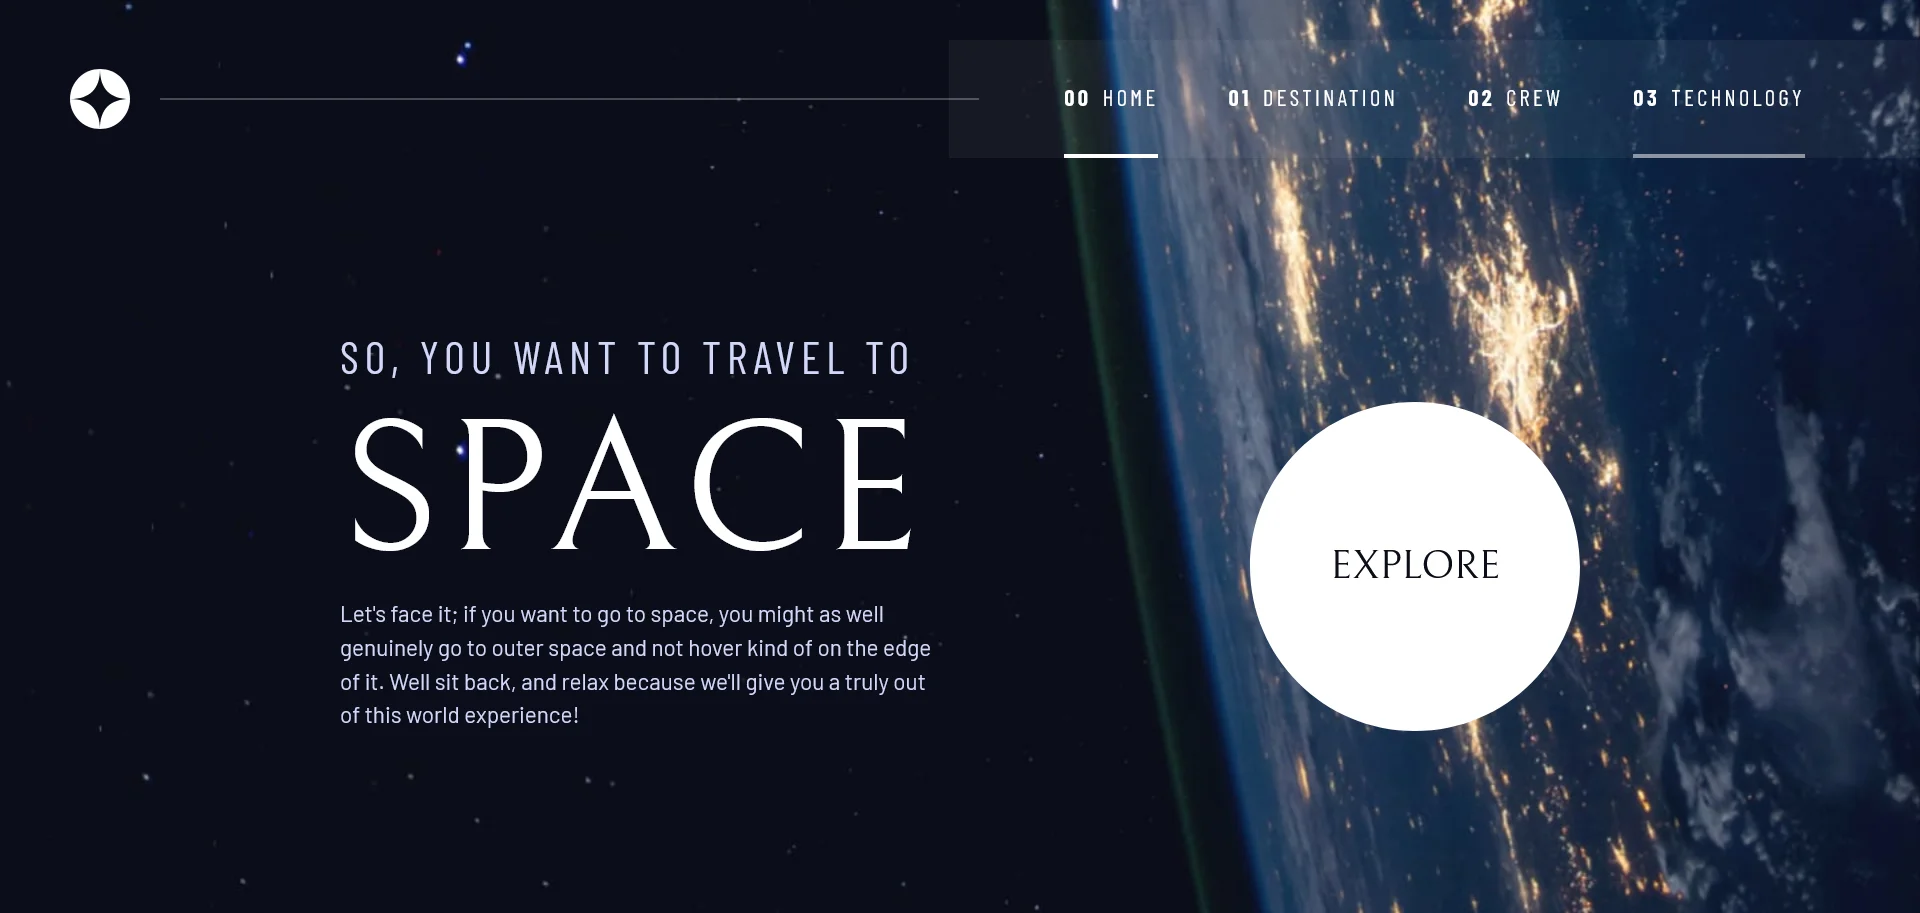 00 HOME 01 DESTINATION 02 CREW 03 TECHNOLOGY
SO, YOU WANT TO TRAVEL TO
SPACE
Let's face it; if you want to go to space, you might as well
genuinely go to outer space and not hover kind of on the edge
of it. Well sit back, and relax because we'll give you a truly out
of this world experience!
EXPLORE